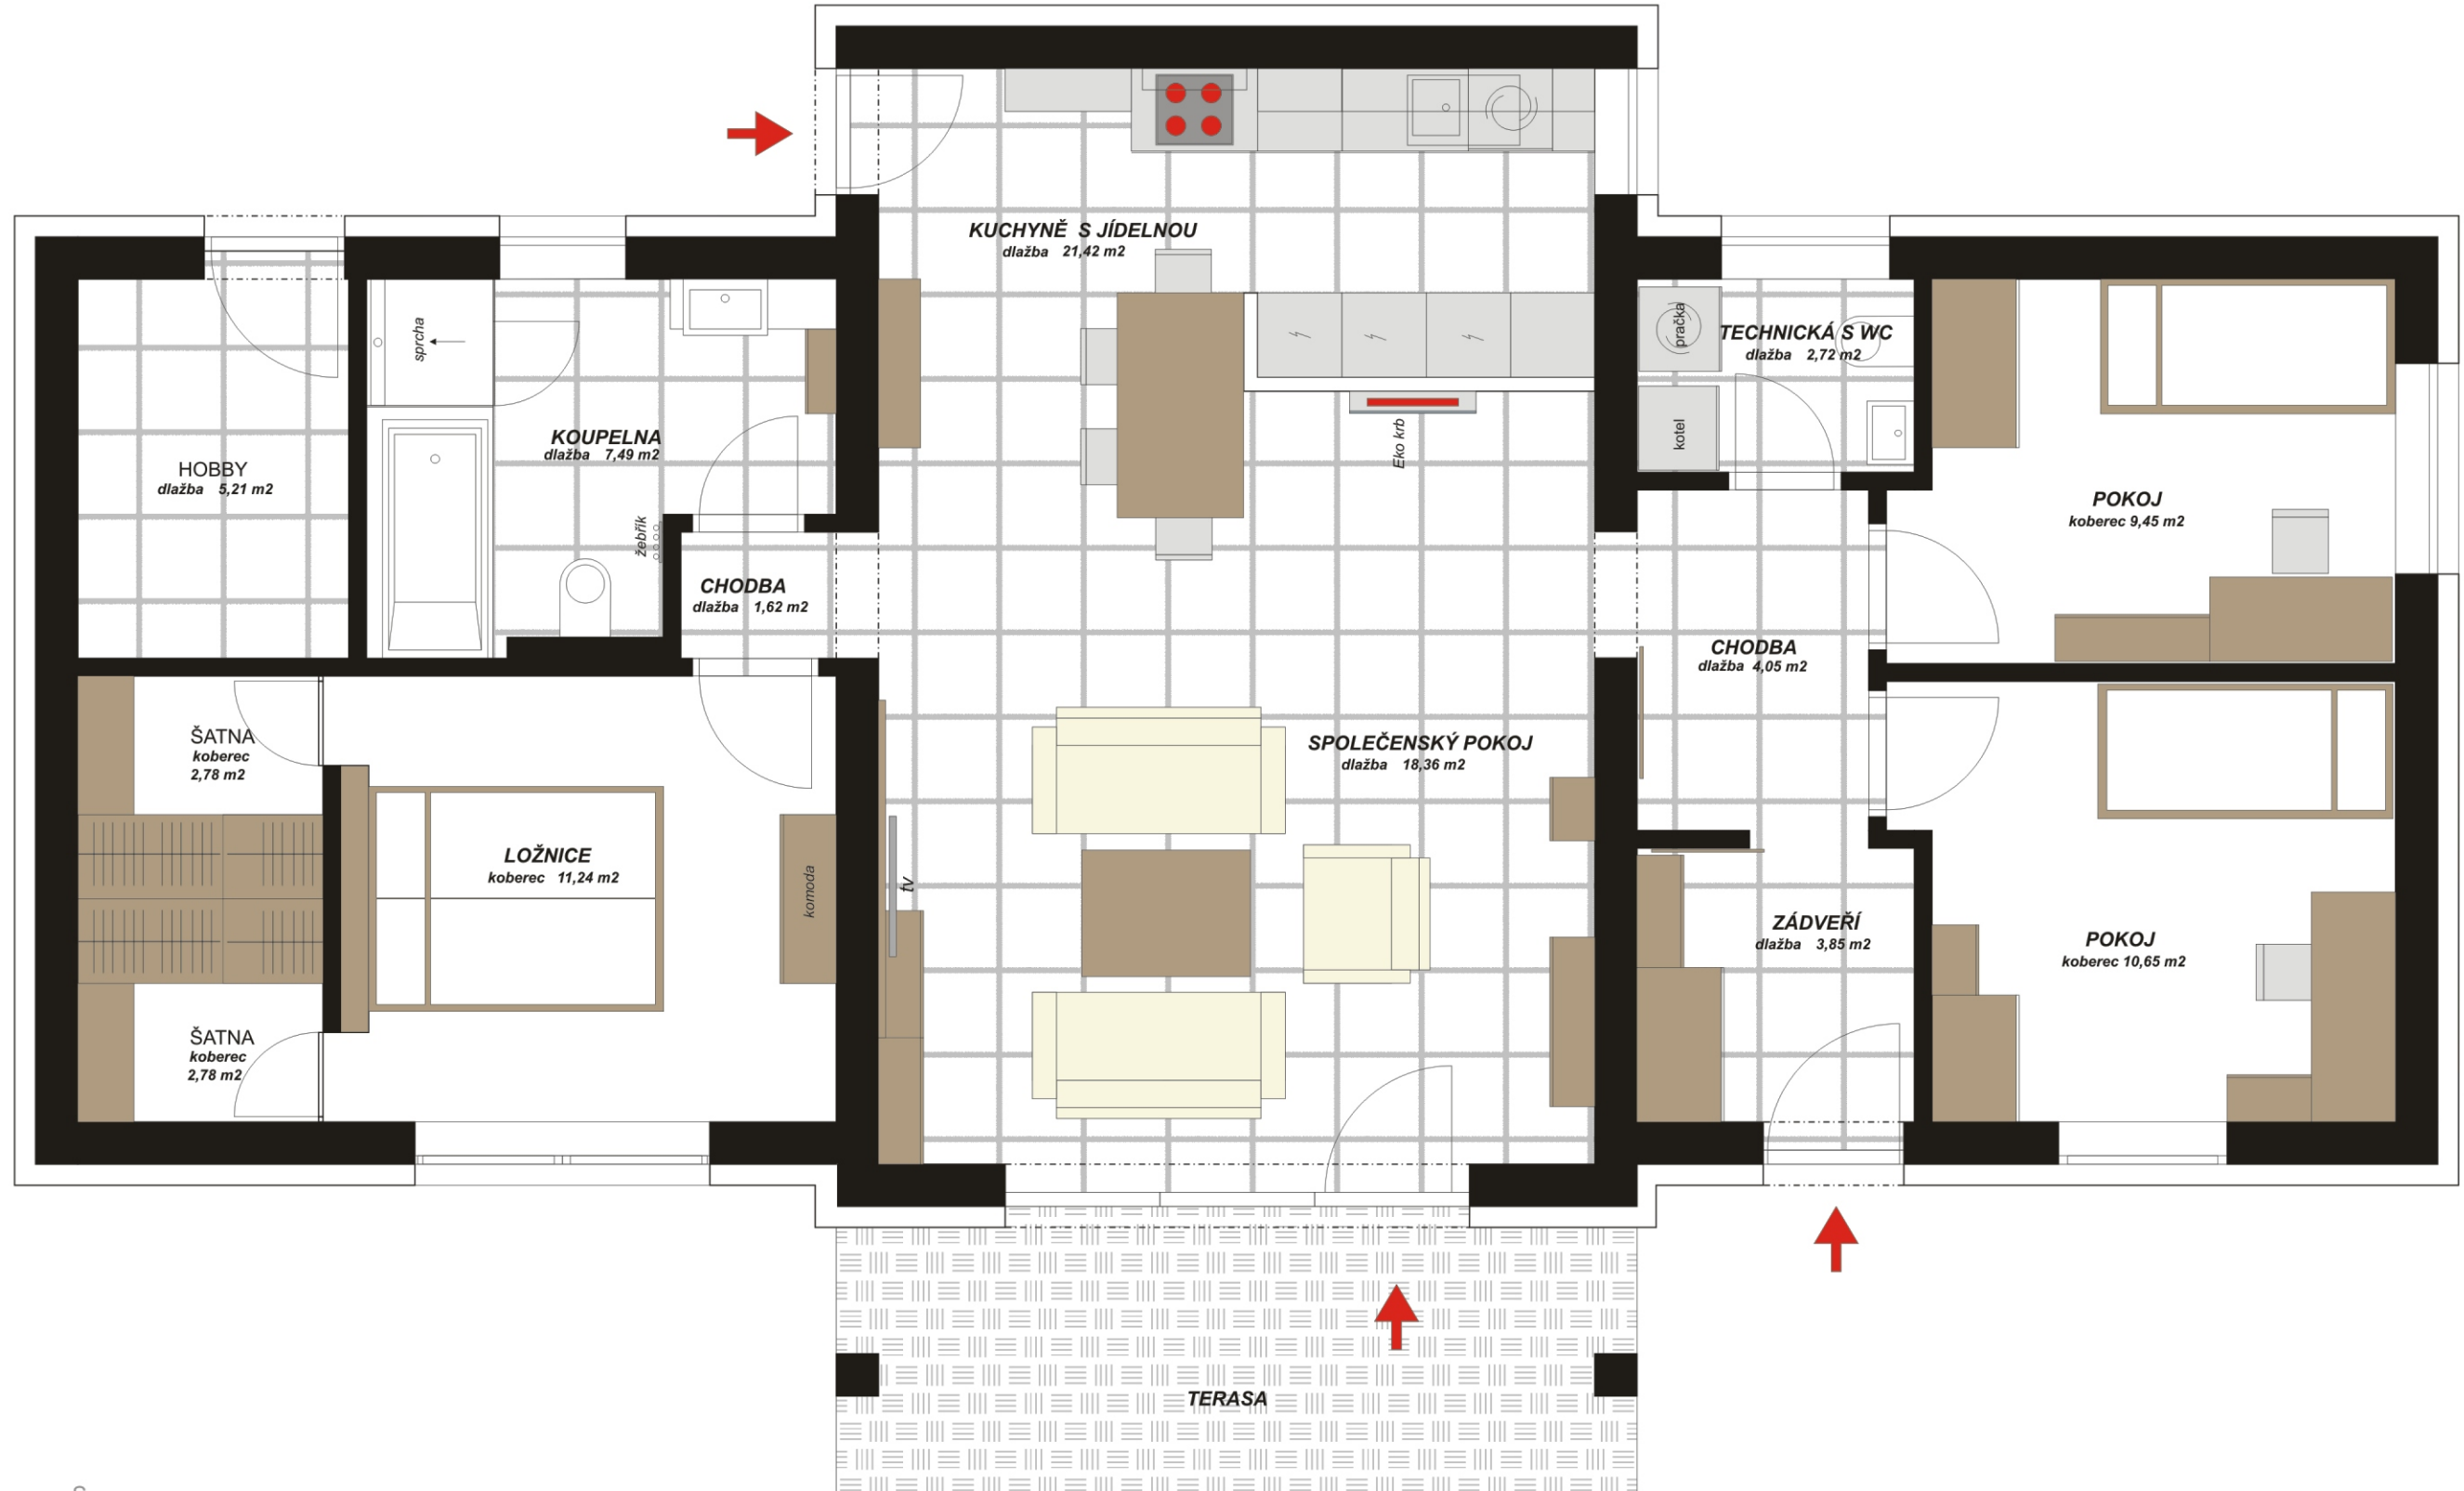 KUCHYNĚ S JÍDELNOU
dlažba 21,42 m2
sprcha
pračka
TECHNICKÁ S WC
dlažba 2,72 m2
kotel
Eko krb
KOUPELNA
dlažba 7,49 m2
HOBBY
dlažba 5,21 m2
žebřík
POKOJ
koberec 9,45 m2
CHODBA
dlažba 1,62 m2
CHODBA
dlažba 4,05 m2
ŠATNA
koberec
2,78 m2
SPOLEČENSKÝ POKOJ
dlažba 18,36 m2
LOŽNICE
koberec 11,24 m2
komoda
tv
ZÁDVEŘÍ
dlažba 3,85 m2
POKOJ
koberec 10,65 m2
ŠATNA
koberec
2,78 m2
TERASA